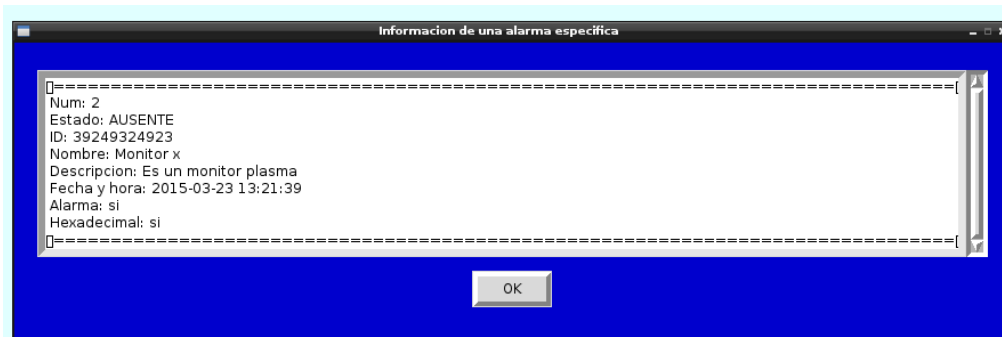 Informacion de una alarma especifica
[]==============================================================================[
Num: 2
Estado: AUSENTE
ID: 39249324923
Nombre: Monitor x
Descripcion: Es un monitor plasma
Fecha y hora: 2015-03-23 13:21:39
Alarma: si
Hexadecimal: si
[]==============================================================================[
OK